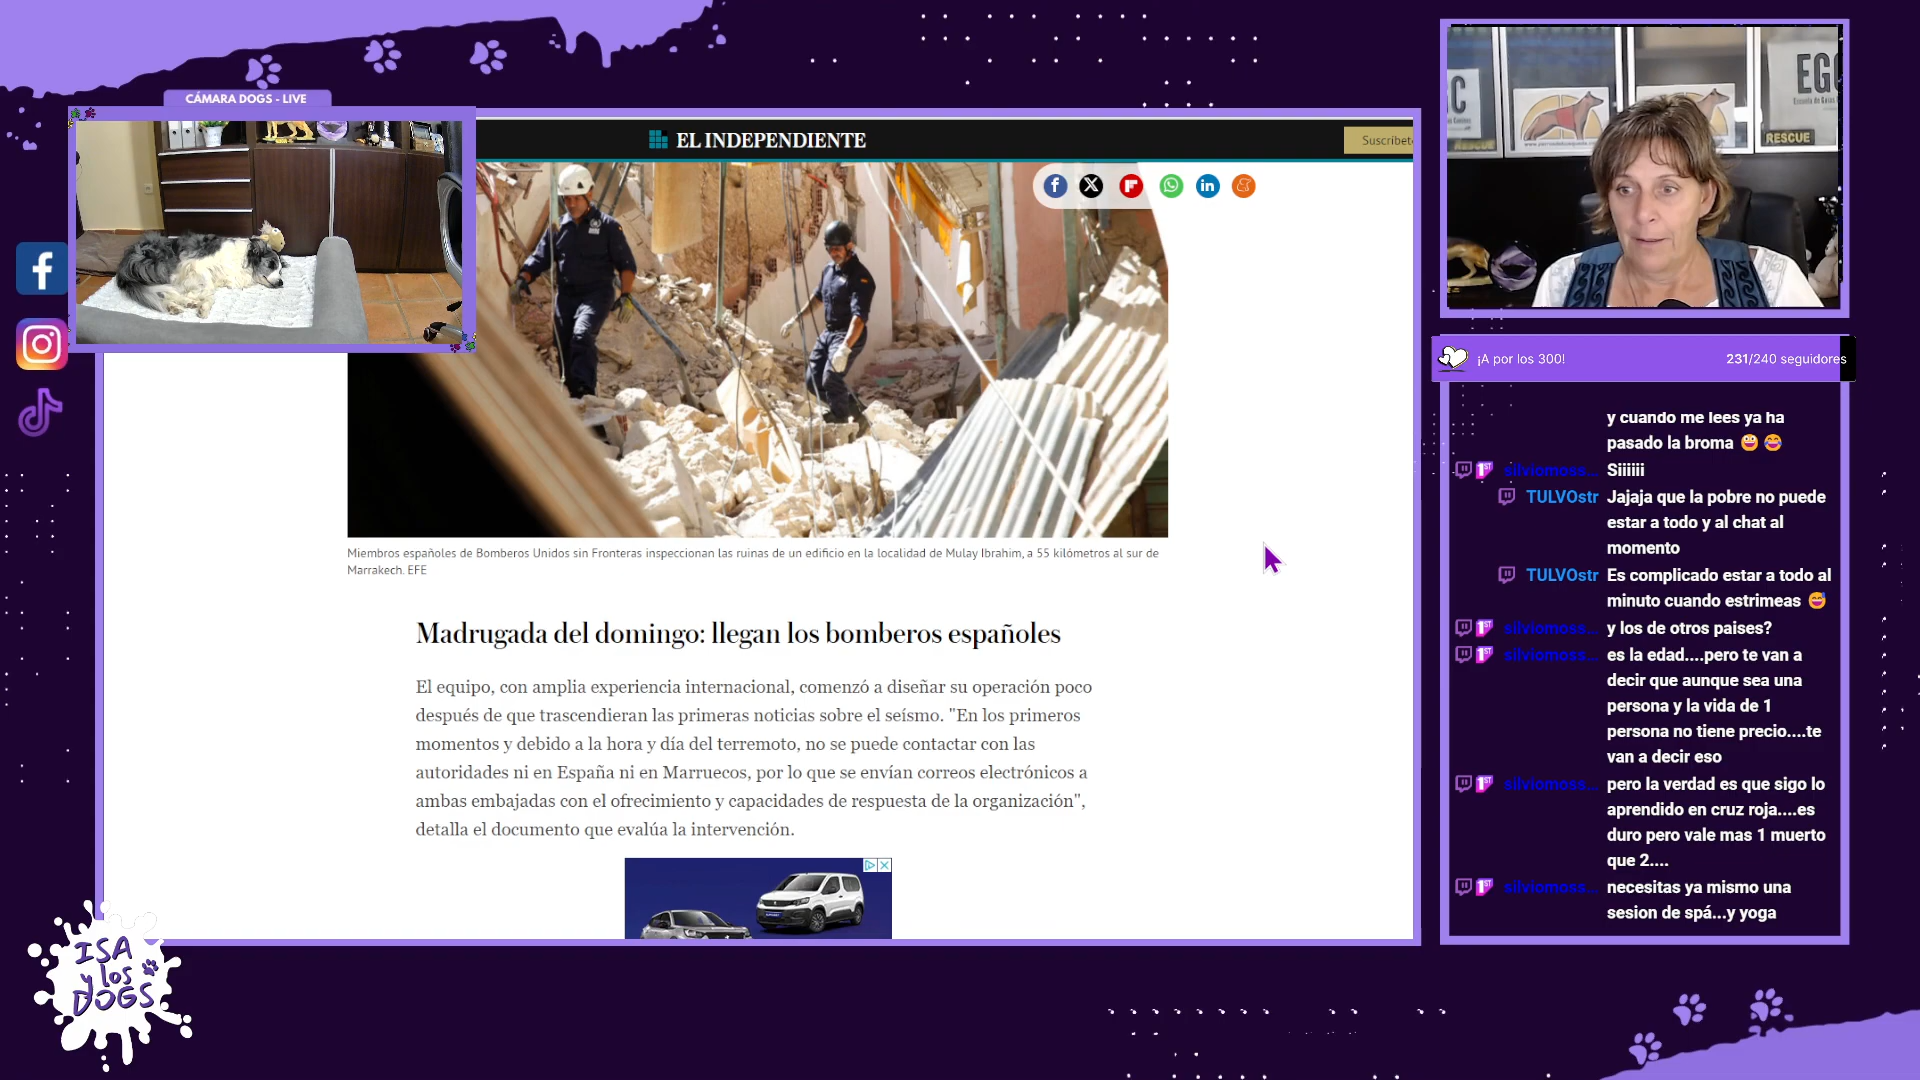 CÁMARA DOGS - LIVE
EL INDEPENDIENTE
Suscríbet
Miembros españoles de Bomberos Unidos sin Fronteras inspeccionan las ruinas de un edificio en la localidad de Mulay Ibrahim, a 55 kilómetros al sur de
Marrakech. EFE
Madrugada del domingo: llegan los bomberos españoles
El equipo, con amplia experiencia internacional, comenzó a diseñar su operación poco
después de que trascendieran las primeras noticias sobre el seísmo. "En los primeros
momentos y debido a la hora y día del terremoto, no se puede contactar con las
autoridades ni en España ni en Marruecos, por lo que se envían correos electrónicos a
ambas embajadas con el ofrecimiento y capacidades de respuesta de la organización",
detalla el documento que evalúa la intervención.
ISA
y los
DOGS
C
EGC
RESCUE
RESCUE
¡A por los 300!
231/240 seguidores
y cuando me lees ya ha
pasado la broma 😀 😂
silviomoss... Siiiiii
TULVOstr Jajaja que la pobre no puede
estar a todo y al chat al
momento
TULVOstr Es complicado estar a todo al
minuto cuando estrimeas 😅
silviomoss... y los de otros paises?
silviomoss... es la edad....pero te van a
decir que aunque sea una
persona y la vida de 1
persona no tiene precio....te
van a decir eso
silviomoss... pero la verdad es que sigo lo
aprendido en cruz roja....es
duro pero vale mas 1 muerto
que 2....
silviomoss... necesitas ya mismo una
sesion de spá...y yoga